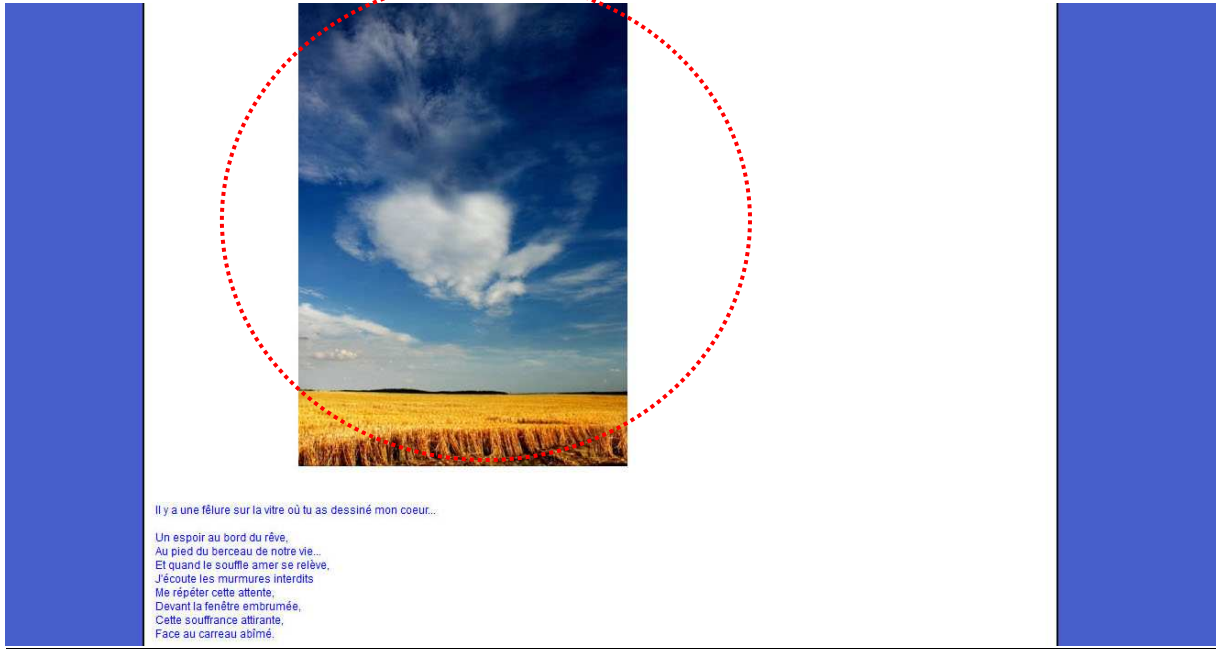 Il y a une fêlure sur la vitre où tu as dessiné mon coeur...
Un espoir au bord du rêve,
Au pied du berceau de notre vie...
Et quand le souffle amer se relève,
J'écoute les murmures interdits
Me répéter cette attente,
Devant la fenêtre embrumée,
Cette souffrance attirante,
Face au carreau abîmé.